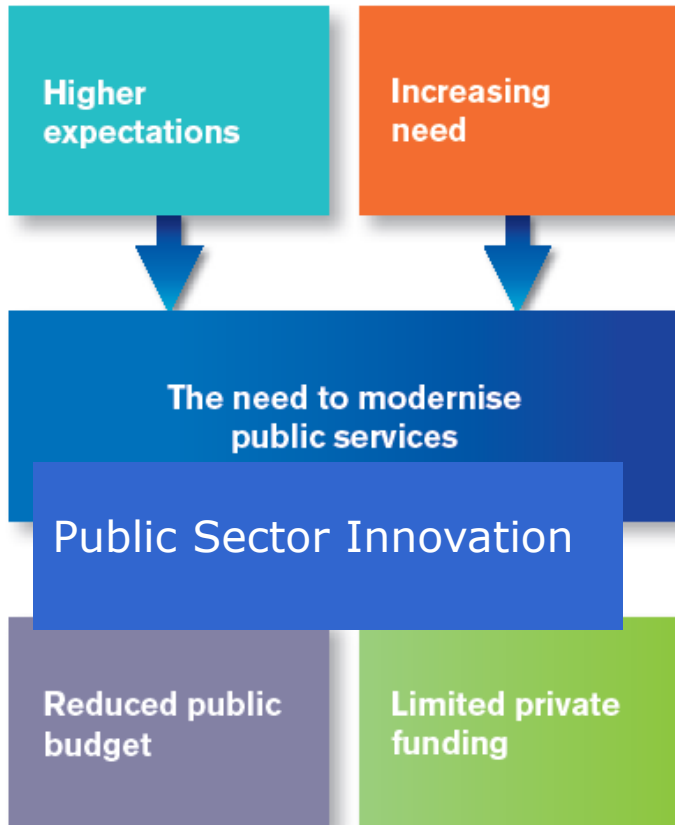 Higher
expectations
Increasing
need
The need to modernise
public services
Public Sector Innovation
Reduced public
budget
Limited private
funding